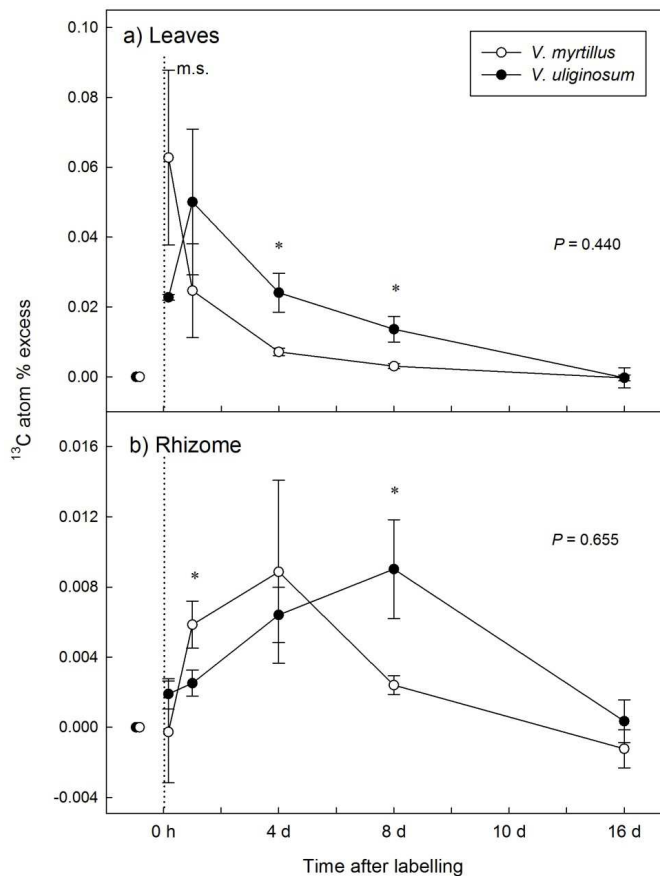 a) Leaves
m.s.
V. myrtillus
V. uliginosum
0.10
0.08
0.06
0.04
0.02
0.00
*
*
P = 0.440
¹³C atom % excess
b) Rhizome
0.016
0.012
0.008
0.004
0.000
-0.004
*
*
P = 0.655
0 h
4 d
8 d
10 d
16 d
Time after labelling